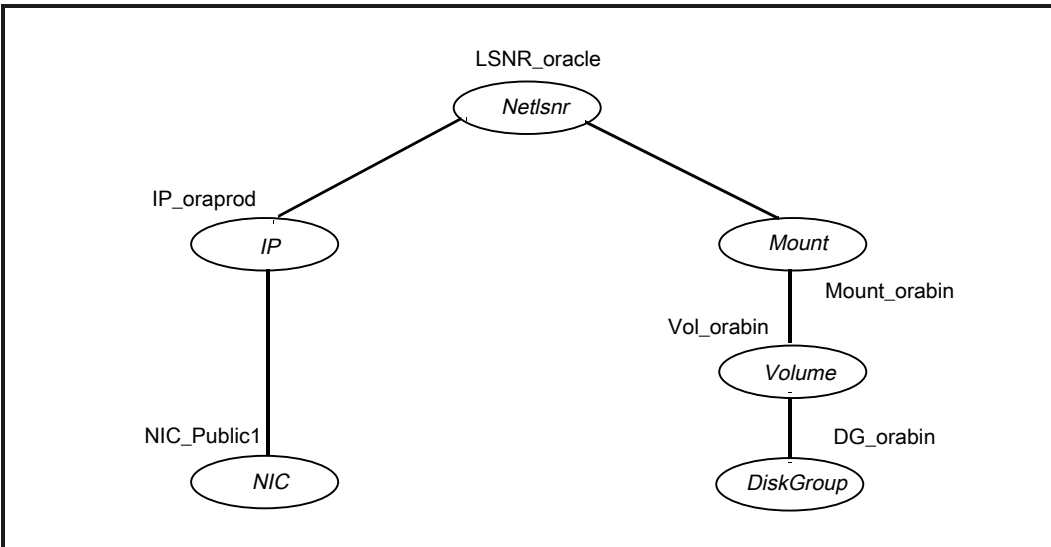 LSNR_oracle
Netlsnr
IP_oraprod
IP
Mount
Mount_orabin
Vol_orabin
Volume
NIC_Public1
DG_orabin
NIC
DiskGroup